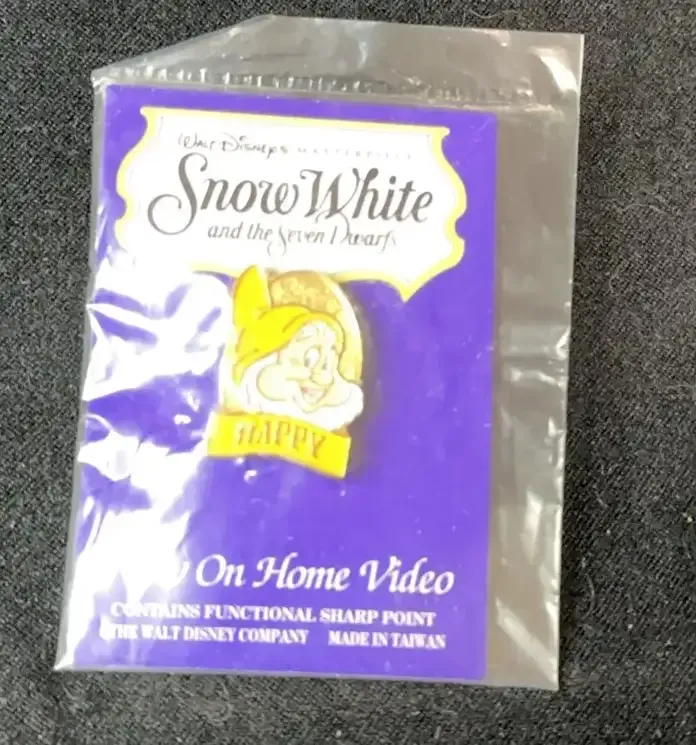 Walt Disney's MASTERPIECE
Snow White
and the Seven Dwarfs
HAPPY
On Home Video
CONTAINS FUNCTIONAL SHARP POINT
©THE WALT DISNEY COMPANY MADE IN TAIWAN